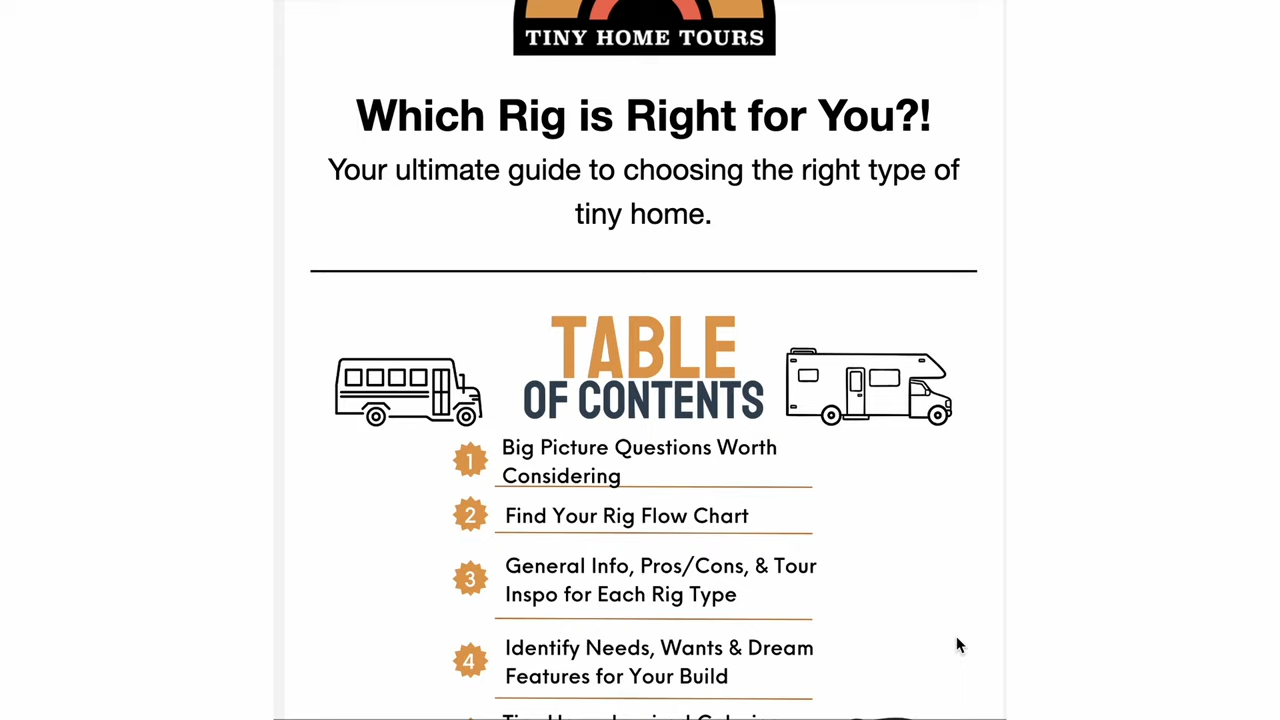 TINY HOME TOURS
Which Rig is Right for You?!
Your ultimate guide to choosing the right type of
tiny home.
TABLE
OF CONTENTS
1 Big Picture Questions Worth
Considering
2 Find Your Rig Flow Chart
3 General Info, Pros/Cons, & Tour
Inspo for Each Rig Type
4 Identify Needs, Wants & Dream
Features for Your Build